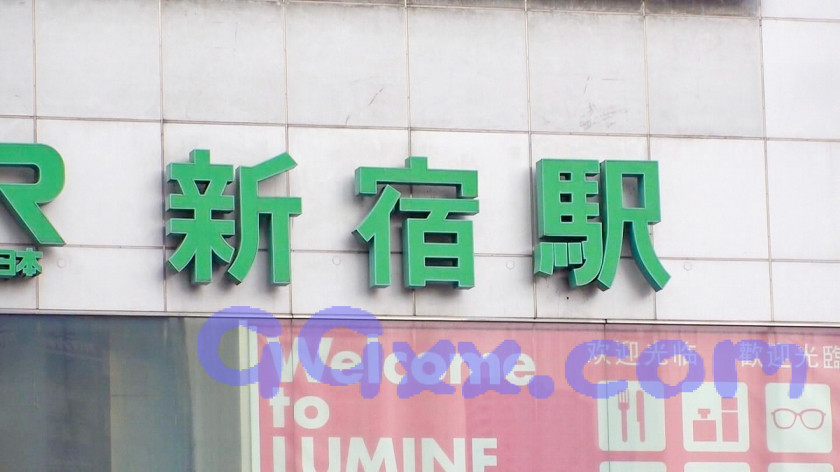 R 新宿駅
日本
Welcome
to
LUMINE
欢迎光临 歡迎光臨